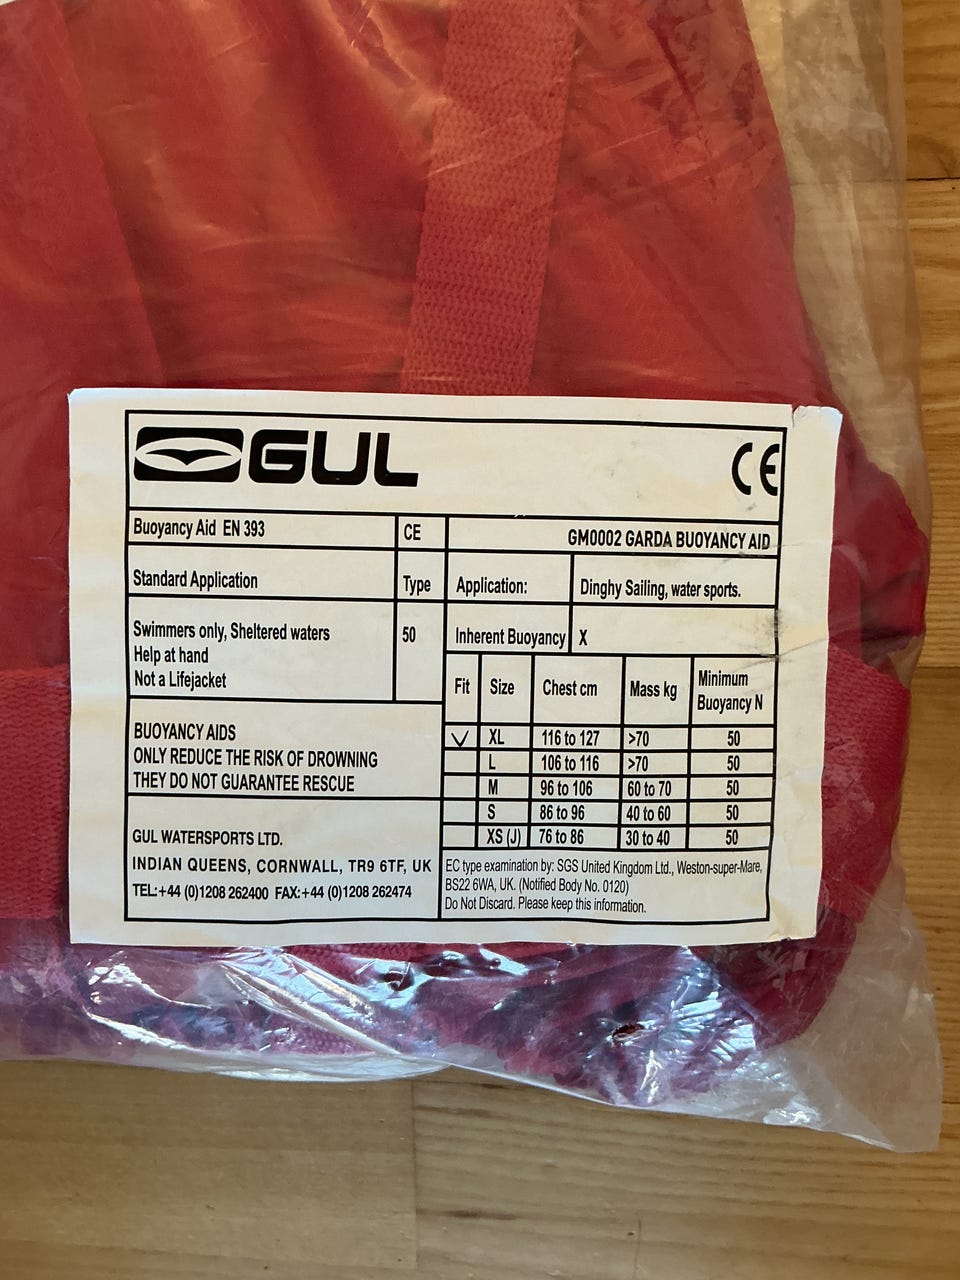 GUL
CE
Buoyancy Aid EN 393 CE GM0002 GARDA BUOYANCY AID
Standard Application Type Application: Dinghy Sailing, water sports.
Swimmers only, Sheltered waters
Help at hand
Not a Lifejacket
50
Inherent Buoyancy X
Fit Size Chest cm Mass kg Minimum Buoyancy N
XL 116 to 127 >70 50
L 106 to 116 >70 50
M 96 to 106 60 to 70 50
S 86 to 96 40 to 60 50
XS (J) 76 to 86 30 to 40 50
BUOYANCY AIDS
ONLY REDUCE THE RISK OF DROWNING
THEY DO NOT GUARANTEE RESCUE
GUL WATERSPORTS LTD.
INDIAN QUEENS, CORNWALL, TR9 6TF, UK
TEL:+44 (0)1208 262400 FAX:+44 (0)1208 262474
EC type examination by: SGS United Kingdom Ltd., Weston-super-Mare,
BS22 6WA, UK. (Notified Body No. 0120)
Do Not Discard. Please keep this information.